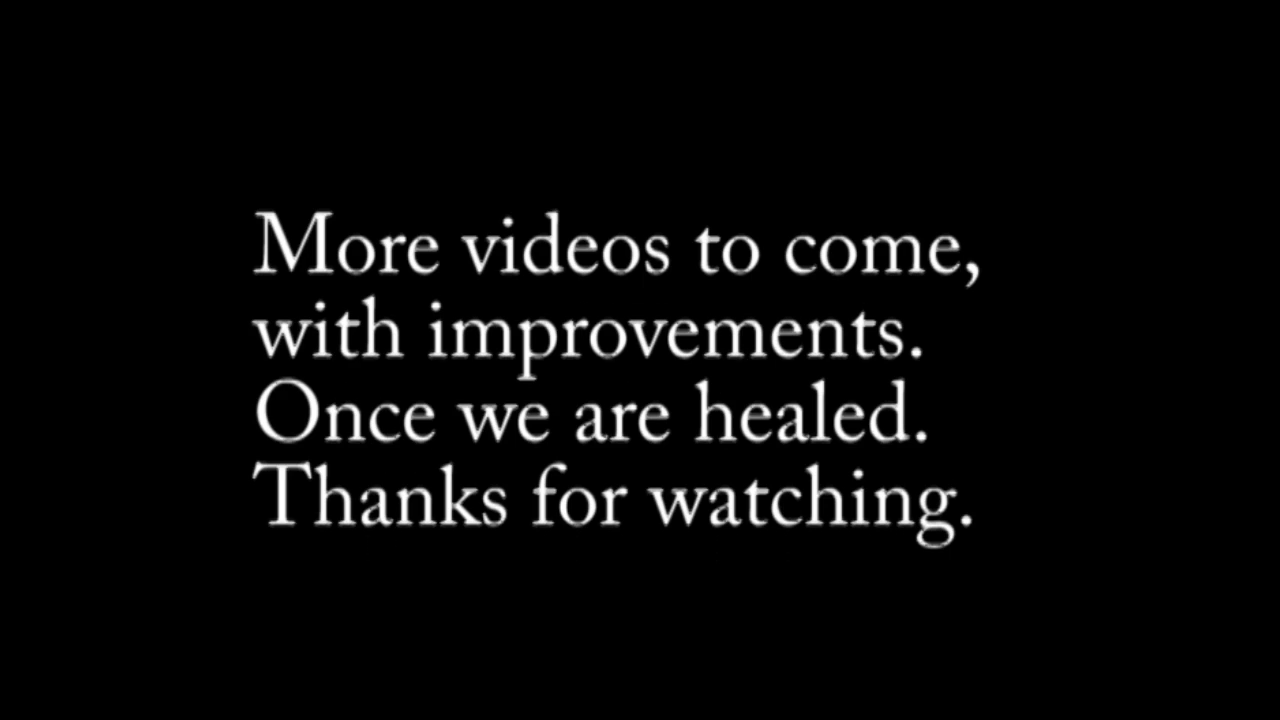 More videos to come,
with improvements.
Once we are healed.
Thanks for watching.